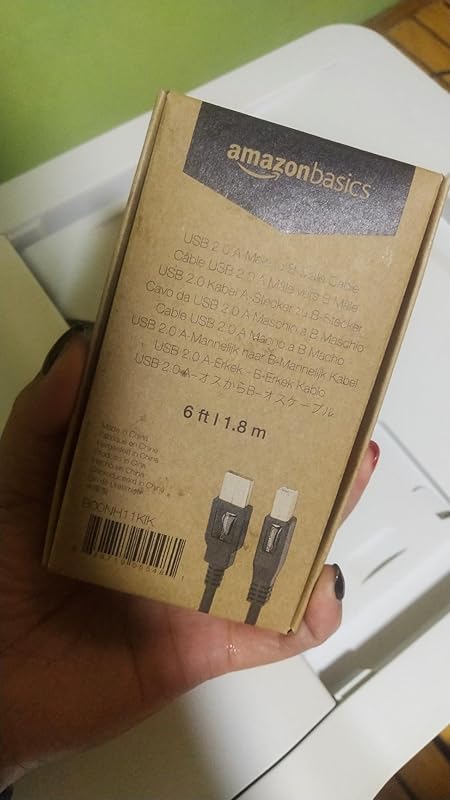 amazonbasics
USB 2.0 A-Male to B-Male Cable
Câble USB 2.0 A Mâle vers B Mâle
USB 2.0 Kabel A-Stecker zu B-Stecker
Cavo da USB 2.0 A Maschio a B Maschio
Cable USB 2.0 A Macho a B Macho
USB 2.0 A-Mannelijk naar B-Mannelijk Kabel
USB 2.0 A-Erkek - B-Erkek Kablo
USB 2.0 A-オスからB-オスケーブル
6 ft | 1.8 m
Made in China
Fabriqué en Chine
Hergestellt in China
Prodotto in Cina
Hecho en China
Geproduceerd in China
B00NH11KIK